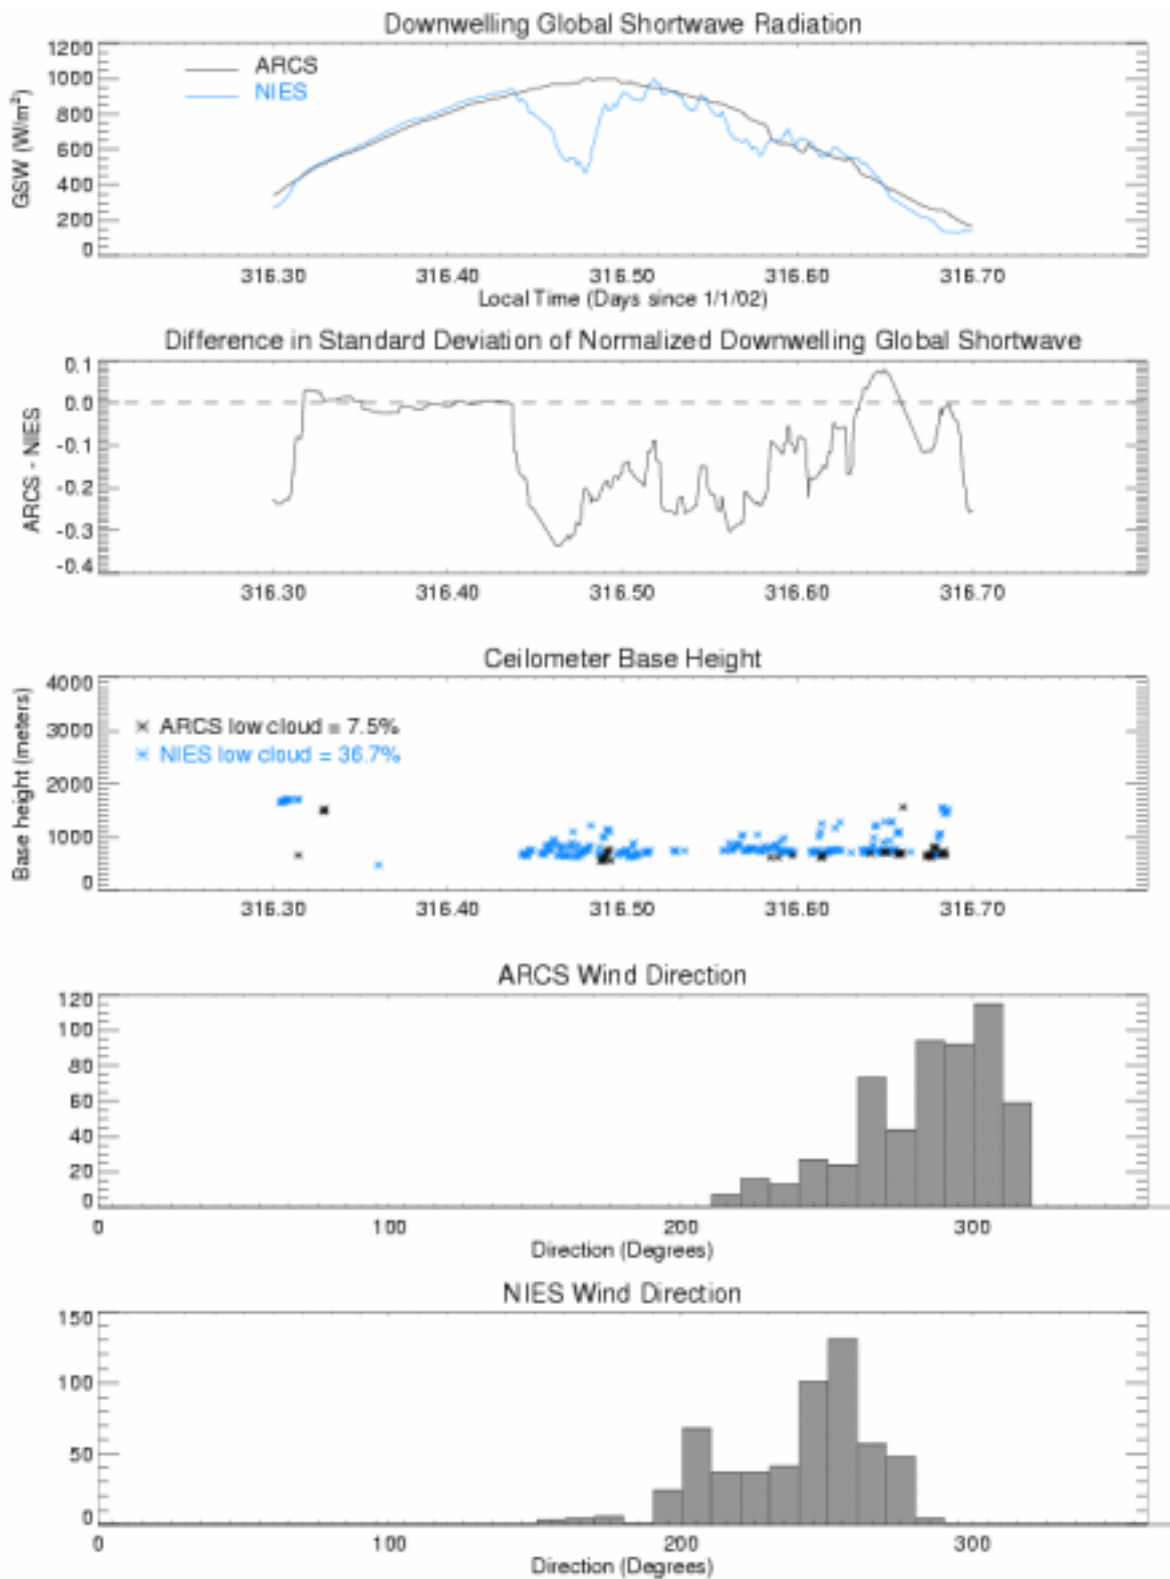 Downwelling Global Shortwave Radiation
1200
1000
800
600
400
200
0
GSW (W/m²)
ARCS
NIES
316.30 316.40 316.50 316.60 316.70
Local Time (Days since 1/1/02)
Difference in Standard Deviation of Normalized Downwelling Global Shortwave
0.1
0.0
-0.1
-0.2
-0.3
-0.4
ARCS - NIES
316.30 316.40 316.50 316.60 316.70
Ceilometer Base Height
4000
3000
2000
1000
0
Base height (meters)
ARCS low cloud = 7.5%
NIES low cloud = 36.7%
316.30 316.40 316.50 316.60 316.70
ARCS Wind Direction
120
100
80
60
40
20
0
0 100 200 300
Direction (Degrees)
NIES Wind Direction
150
100
50
0
0 100 200 300
Direction (Degrees)